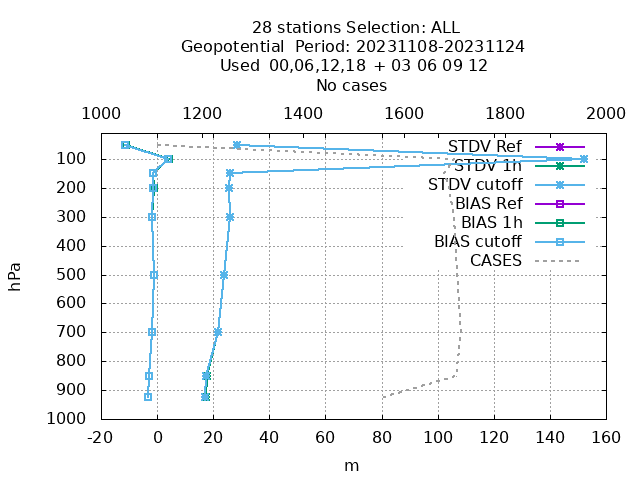 28 stations Selection: ALL
Geopotential  Period: 20231108-20231124
Used  00,06,12,18  + 03 06 09 12
No cases
1000 1200 1400 1600 1800 2000
STDV Ref
STDV 1h
STDV cutoff
BIAS Ref
BIAS 1h
BIAS cutoff
CASES
100
200
300
400
500
600
700
800
900
1000
hPa
-20 0 20 40 60 80 100 120 140 160
m